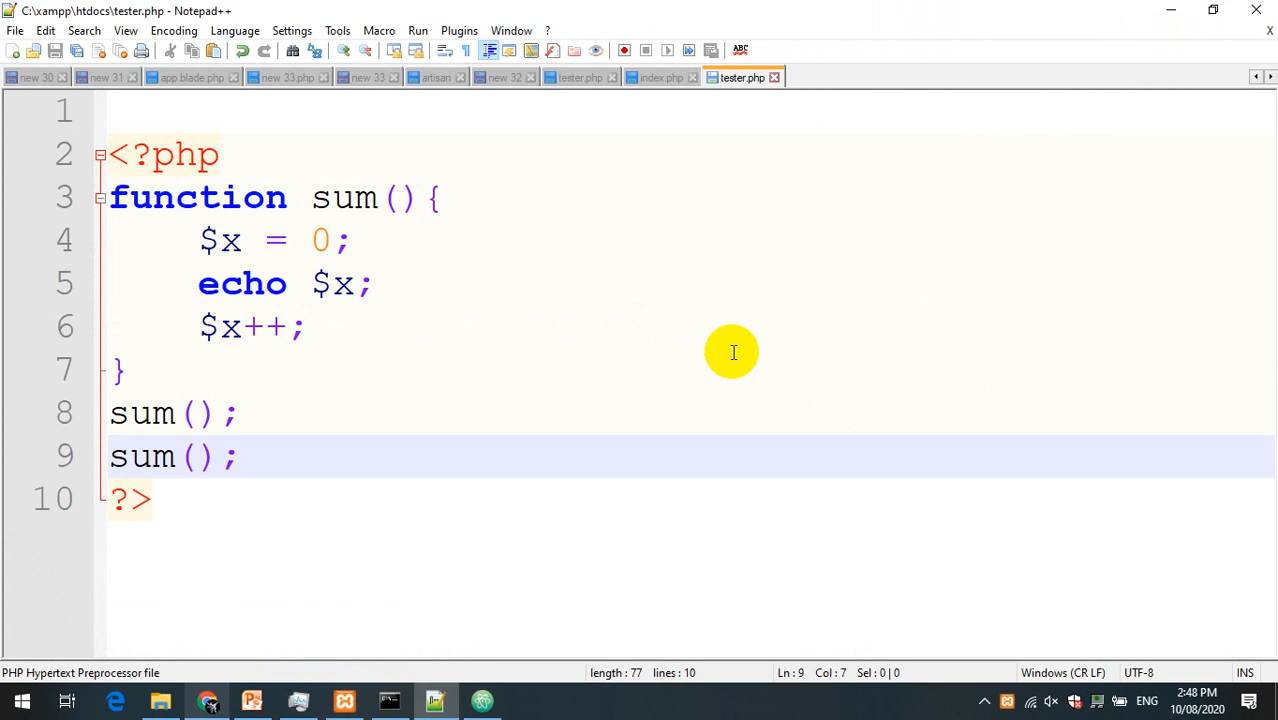 C:\xampp\htdocs\tester.php - Notepad++
File Edit Search View Encoding Language Settings Tools Macro Run Plugins Window ? X
ABC
new 30 new 31 app.blade.php new 33.php new 33 artisan new 32 tester.php index.php tester.php
1
2 <?php
3 function sum(){
4 $x = 0;
5 echo $x;
6 $x++;
7 }
8 sum();
9 sum();
10 ?>
PHP Hypertext Preprocessor file length : 77 lines : 10 Ln : 9 Col : 7 Sel : 0 | 0 Windows (CR LF) UTF-8 INS
ENG 2:48 PM
10/08/2020